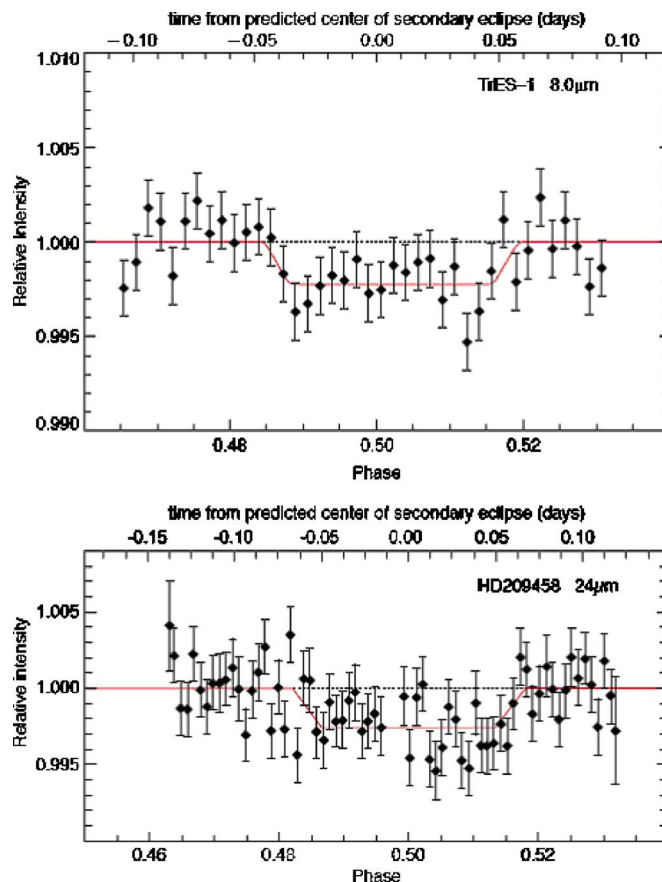 time from predicted center of secondary eclipse (days)
−0.10 −0.05 0.00 0.05 0.10
1.010
TrES−1 8.0μm
1.005
1.000
0.995
0.990
Relative Intensity
0.48 0.50 0.52
Phase
time from predicted center of secondary eclipse (days)
-0.15 -0.10 -0.05 0.00 0.05 0.10
HD209458 24μm
1.005
1.000
0.995
Relative intensity
0.46 0.48 0.50 0.52
Phase